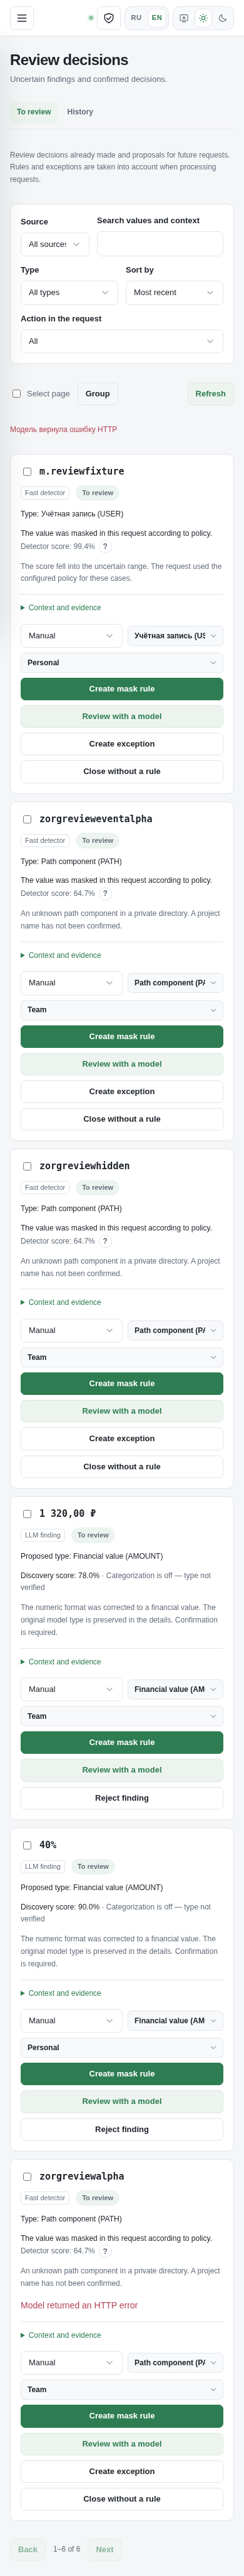 RU EN
Review decisions
Uncertain findings and confirmed decisions.
To review History
Review decisions already made and proposals for future requests.
Rules and exceptions are taken into account when processing
requests.
Source Search values and context
All sources
Type Sort by
All types Most recent
Action in the request
All
Select page Group Refresh
Модель вернула ошибку HTTP
m.reviewfixture
Fast detector To review
Type: Учётная запись (USER)
The value was masked in this request according to policy.
Detector score: 99.4% ?
The score fell into the uncertain range. The request used the
configured policy for these cases.
Context and evidence
Manual Учётная запись (US
Personal
Create mask rule
Review with a model
Create exception
Close without a rule
zorgrevieweventalpha
Fast detector To review
Type: Path component (PATH)
The value was masked in this request according to policy.
Detector score: 64.7% ?
An unknown path component in a private directory. A project
name has not been confirmed.
Context and evidence
Manual Path component (PA
Team
Create mask rule
Review with a model
Create exception
Close without a rule
zorgreviewhidden
Fast detector To review
Type: Path component (PATH)
The value was masked in this request according to policy.
Detector score: 64.7% ?
An unknown path component in a private directory. A project
name has not been confirmed.
Context and evidence
Manual Path component (PA
Team
Create mask rule
Review with a model
Create exception
Close without a rule
1 320,00 ₽
LLM finding To review
Proposed type: Financial value (AMOUNT)
Discovery score: 78.0% · Categorization is off — type not
verified
The numeric format was corrected to a financial value. The
original model type is preserved in the details. Confirmation
is required.
Context and evidence
Manual Financial value (AM
Team
Create mask rule
Review with a model
Reject finding
40%
LLM finding To review
Proposed type: Financial value (AMOUNT)
Discovery score: 90.0% · Categorization is off — type not
verified
The numeric format was corrected to a financial value. The
original model type is preserved in the details. Confirmation
is required.
Context and evidence
Manual Financial value (AM
Personal
Create mask rule
Review with a model
Reject finding
zorgreviewalpha
Fast detector To review
Type: Path component (PATH)
The value was masked in this request according to policy.
Detector score: 64.7% ?
An unknown path component in a private directory. A project
name has not been confirmed.
Model returned an HTTP error
Context and evidence
Manual Path component (PA
Team
Create mask rule
Review with a model
Create exception
Close without a rule
Back 1–6 of 6 Next